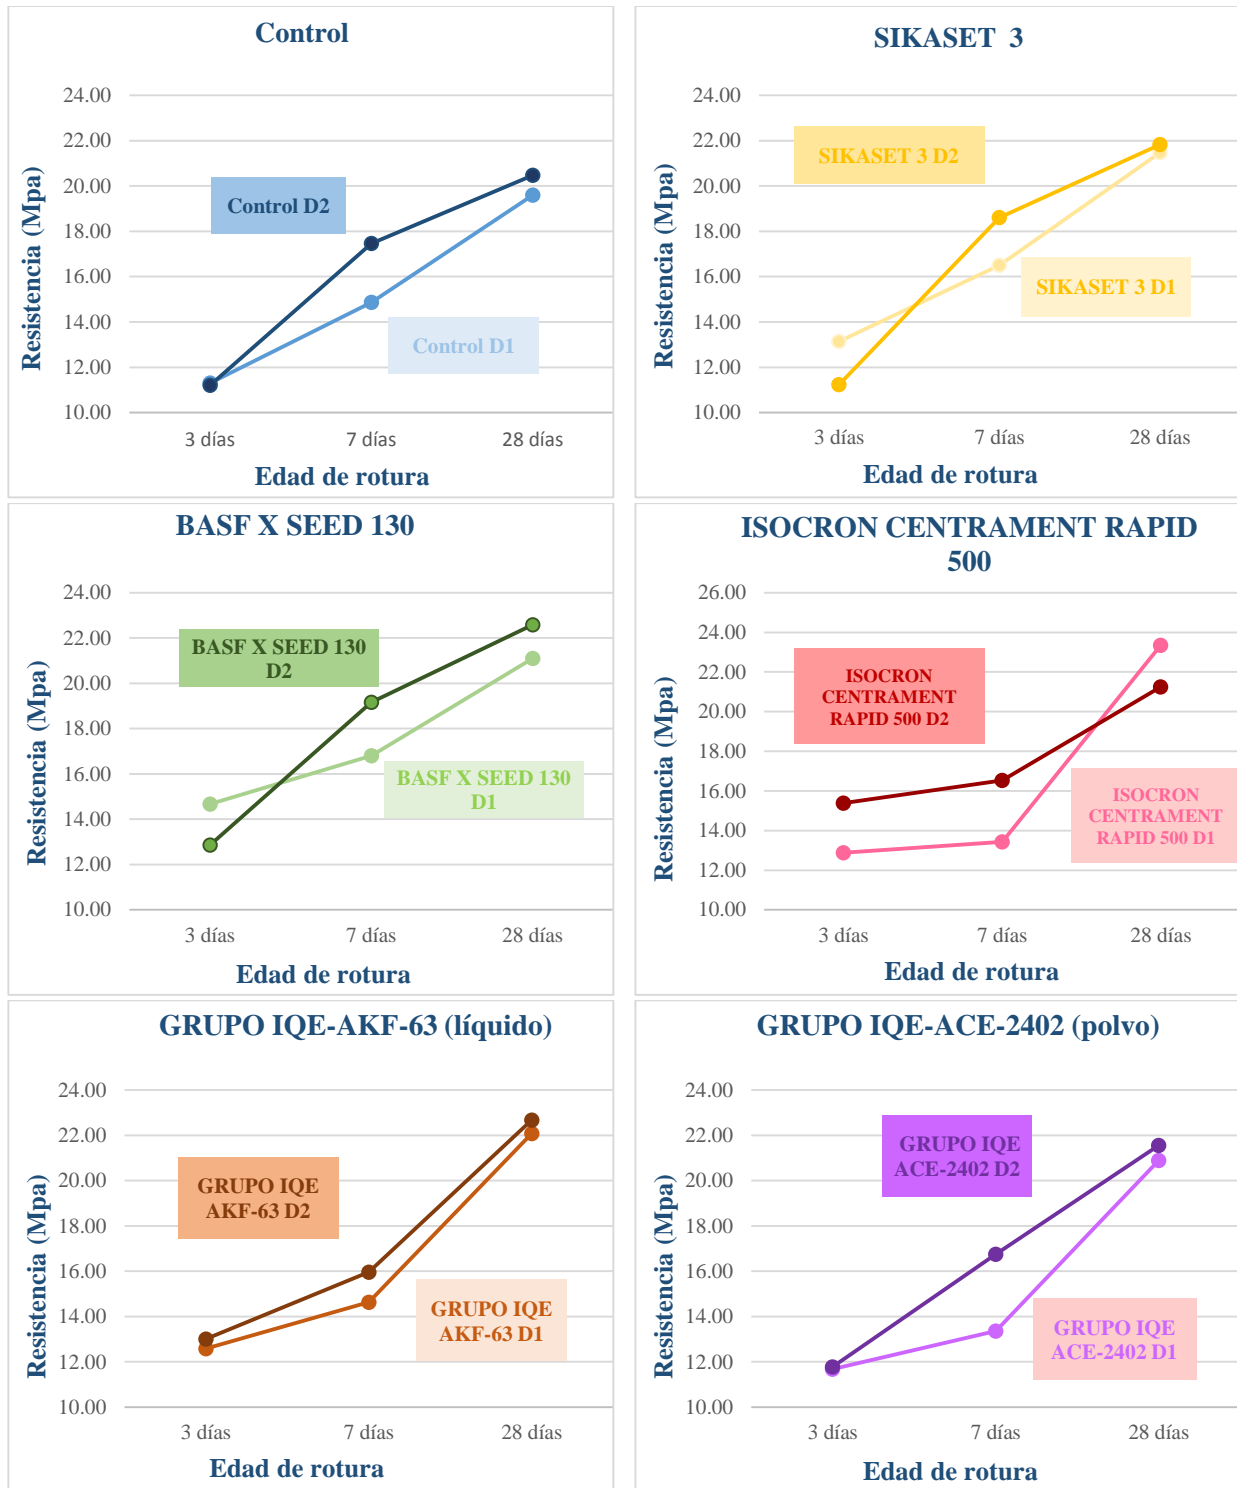 Control
24.00
22.00
20.00
18.00
16.00
14.00
12.00
10.00
Resistencia (Mpa)
Control D2
Control D1
3 días
7 días
28 días
Edad de rotura
SIKASET 3
24.00
22.00
20.00
18.00
16.00
14.00
12.00
10.00
Resistencia (Mpa)
SIKASET 3 D2
SIKASET 3 D1
3 días
7 días
28 días
Edad de rotura
BASF X SEED 130
24.00
22.00
20.00
18.00
16.00
14.00
12.00
10.00
Resistencia (Mpa)
BASF X SEED 130
D2
BASF X SEED 130
D1
3 días
7 días
28 días
Edad de rotura
ISOCRON CENTRAMENT RAPID
500
26.00
24.00
22.00
20.00
18.00
16.00
14.00
12.00
10.00
Resistencia (Mpa)
ISOCRON
CENTRAMENT
RAPID 500 D2
ISOCRON
CENTRAMENT
RAPID 500 D1
3 días
7 días
28 días
Edad de rotura
GRUPO IQE-AKF-63 (líquido)
24.00
22.00
20.00
18.00
16.00
14.00
12.00
10.00
Resistencia (Mpa)
GRUPO IQE
AKF-63 D2
GRUPO IQE
AKF-63 D1
3 días
7 días
28 días
Edad de rotura
GRUPO IQE-ACE-2402 (polvo)
24.00
22.00
20.00
18.00
16.00
14.00
12.00
10.00
Resistencia (Mpa)
GRUPO IQE
ACE-2402 D2
GRUPO IQE
ACE-2402 D1
3 días
7 días
28 días
Edad de rotura